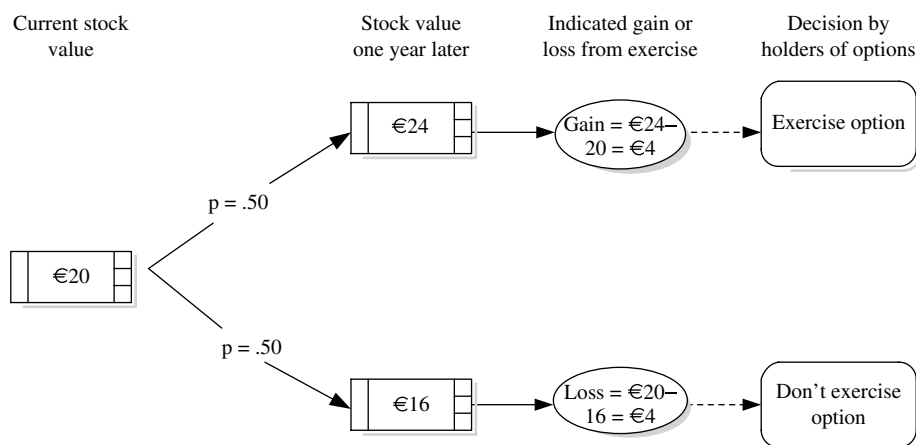 Current stock
value
Stock value
one year later
Indicated gain or
loss from exercise
Decision by
holders of options
€24
Gain = €24–
20 = €4
Exercise option
p = .50
€20
p = .50
€16
Loss = €20–
16 = €4
Don’t exercise
option